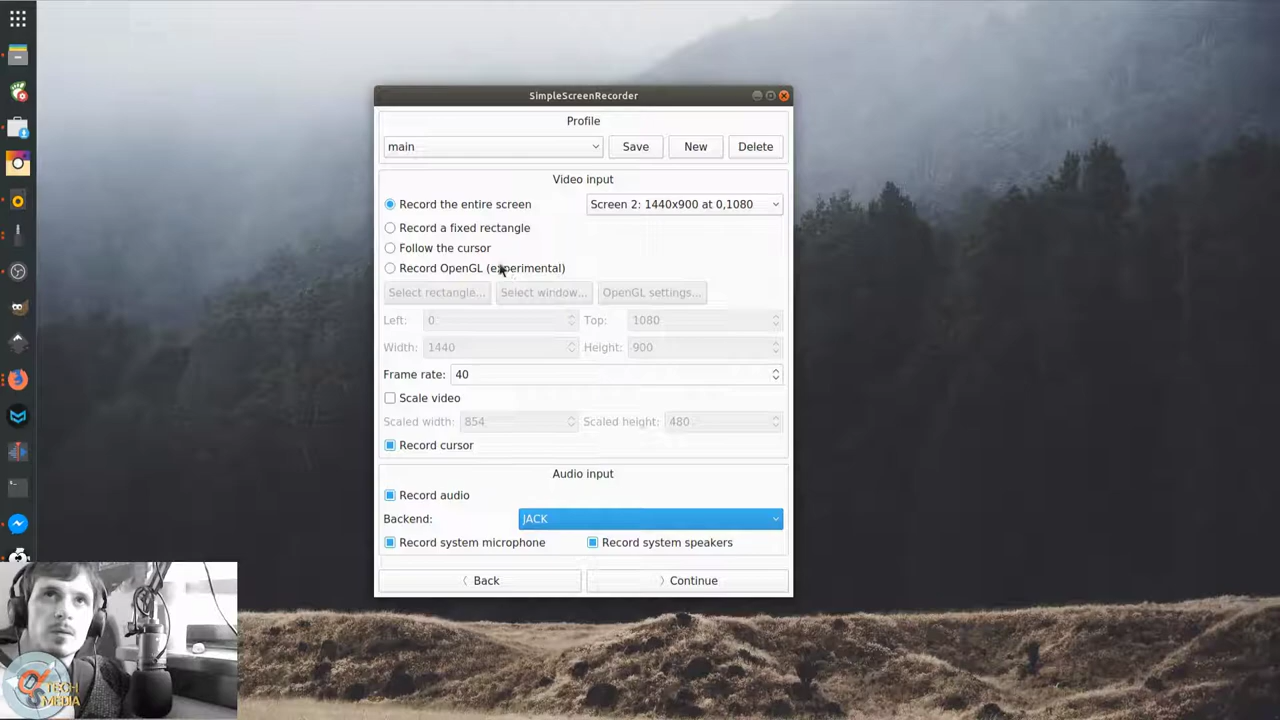 SimpleScreenRecorder
Profile
main Save New Delete
Video input
Record the entire screen Screen 2: 1440x900 at 0,1080
Record a fixed rectangle
Follow the cursor
Record OpenGL (experimental)
Select rectangle... Select window... OpenGL settings...
Left: 0 Top: 1080
Width: 1440 Height: 900
Frame rate: 40
Scale video
Scaled width: 854 Scaled height: 480
Record cursor
Audio input
Record audio
Backend: JACK
Record system microphone Record system speakers
Back Continue
TECH
MEDIA